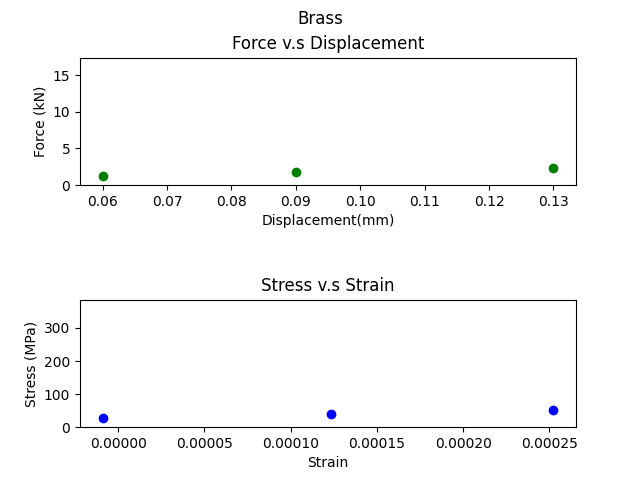 Brass
Force v.s Displacement
15
10
5
0
Force (kN)
0.06 0.07 0.08 0.09 0.10 0.11 0.12 0.13
Displacement(mm)
Stress v.s Strain
300
200
100
0
Stress (MPa)
0.00000 0.00005 0.00010 0.00015 0.00020 0.00025
Strain